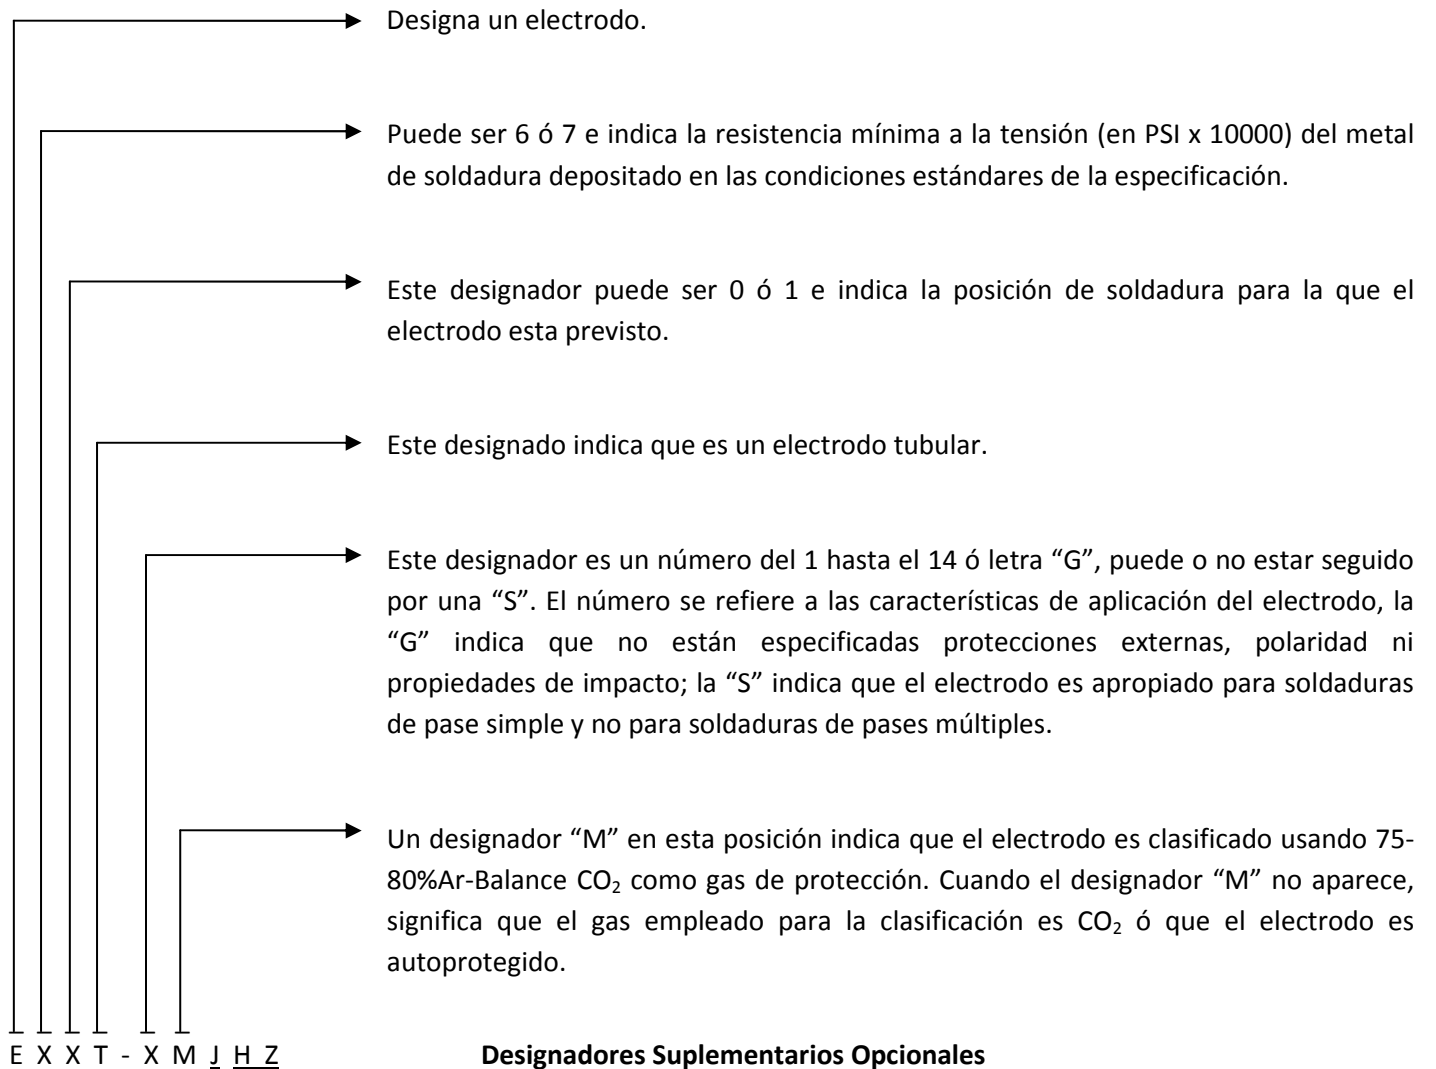 Designa un electrodo.
Puede ser 6 ó 7 e indica la resistencia mínima a la tensión (en PSI x 10000) del metal
de soldadura depositado en las condiciones estándares de la especificación.
Este designador puede ser 0 ó 1 e indica la posición de soldadura para la que el
electrodo esta previsto.
Este designado indica que es un electrodo tubular.
Este designador es un número del 1 hasta el 14 ó letra “G”, puede o no estar seguido
por una “S”. El número se refiere a las características de aplicación del electrodo, la
“G” indica que no están especificadas protecciones externas, polaridad ni
propiedades de impacto; la “S” indica que el electrodo es apropiado para soldaduras
de pase simple y no para soldaduras de pases múltiples.
Un designador “M” en esta posición indica que el electrodo es clasificado usando 75-
80%Ar-Balance CO₂ como gas de protección. Cuando el designador “M” no aparece,
significa que el gas empleado para la clasificación es CO₂ ó que el electrodo es
autoprotegido.
E X X T - X M J H Z Designadores Suplementarios Opcionales